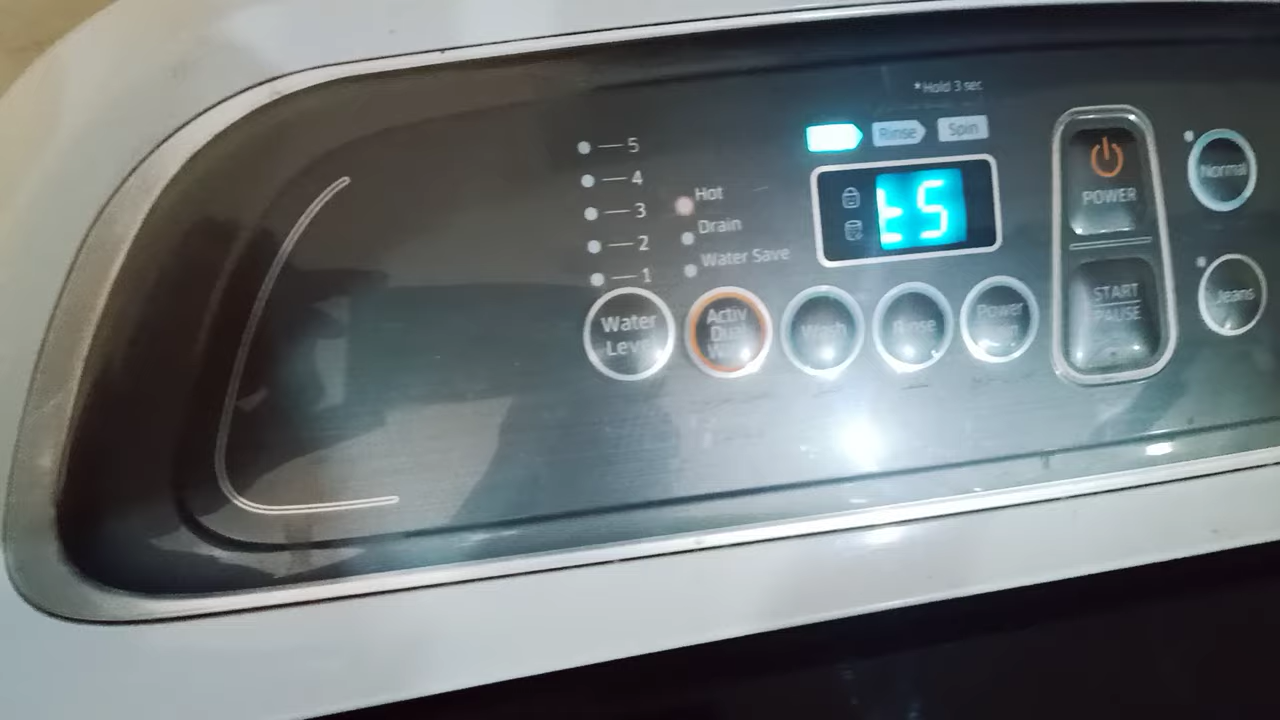 *Hold 3 sec
Rinse
Spin
5
4
3
2
1
Hot
Drain
Water Save
t5
POWER
START
PAUSE
Normal
Jeans
Water
Level
Activ
Dual
Wash
Rinse
Power